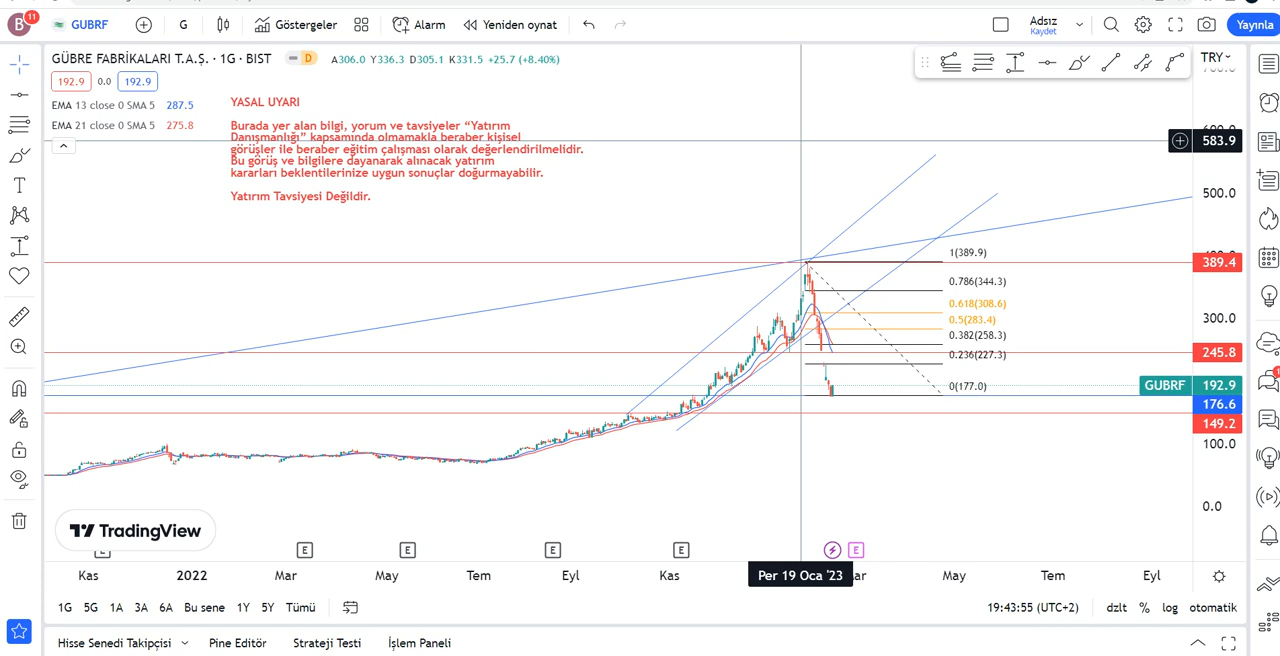 B 11 GUBRF G Göstergeler Alarm Yeniden oynat Adsız Kaydet Yayınla
GÜBRE FABRİKALARI T.A.Ş. · 1G · BIST D A306.0 Y336.3 D305.1 K331.5 +25.7 (+8.40%)
TRY
192.9 0.0 192.9
EMA 13 close 0 SMA 5 287.5
EMA 21 close 0 SMA 5 275.8
YASAL UYARI
Burada yer alan bilgi, yorum ve tavsiyeler “Yatırım
Danışmanlığı” kapsamında olmamakla beraber kişisel
görüşler ile beraber eğitim çalışması olarak değerlendirilmelidir.
Bu görüş ve bilgilere dayanarak alınacak yatırım
kararları beklentilerinize uygun sonuçlar doğurmayabilir.
Yatırım Tavsiyesi Değildir.
583.9
500.0
1(389.9)
389.4
0.786(344.3)
0.618(308.6)
300.0
0.5(283.4)
0.382(258.3)
245.8
0.236(227.3)
0(177.0)
GUBRF 192.9
176.6
149.2
100.0
0.0
TradingView
E E E E E
Kas 2022 Mar May Tem Eyl Kas Per 19 Oca '23 May Tem Eyl
1G 5G 1A 3A 6A Bu sene 1Y 5Y Tümü 19:43:55 (UTC+2) dzlt % log otomatik
Hisse Senedi Takipçisi Pine Editör Strateji Testi İşlem Paneli